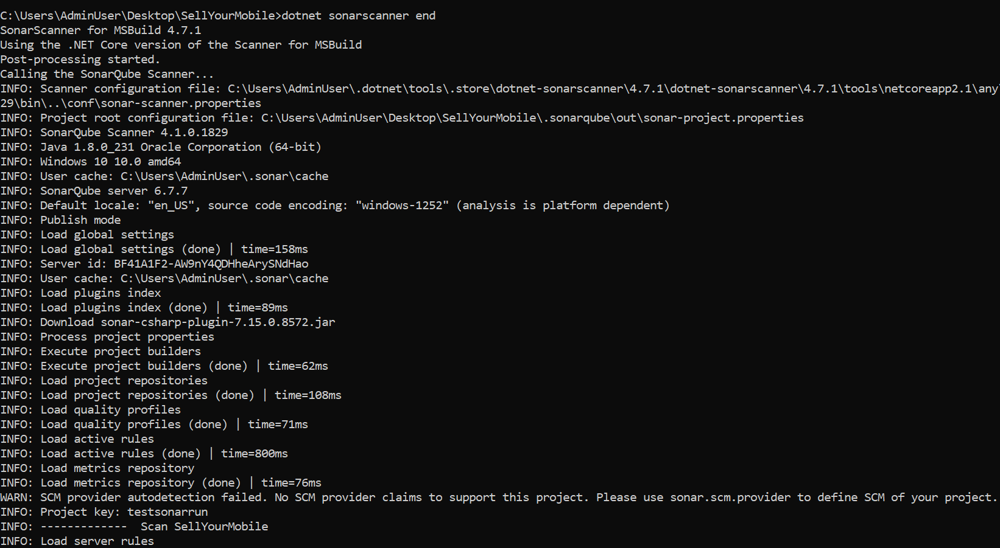 C:\Users\AdminUser\Desktop\SellYourMobile>dotnet sonarscanner end
SonarScanner for MSBuild 4.7.1
Using the .NET Core version of the Scanner for MSBuild
Post-processing started.
Calling the SonarQube Scanner...
INFO: Scanner configuration file: C:\Users\AdminUser\.dotnet\tools\.store\dotnet-sonarscanner\4.7.1\dotnet-sonarscanner\4.7.1\tools\netcoreapp2.1\any\
29\bin\..\conf\sonar-scanner.properties
INFO: Project root configuration file: C:\Users\AdminUser\Desktop\SellYourMobile\.sonarqube\out\sonar-project.properties
INFO: SonarQube Scanner 4.1.0.1829
INFO: Java 1.8.0_231 Oracle Corporation (64-bit)
INFO: Windows 10 10.0 amd64
INFO: User cache: C:\Users\AdminUser\.sonar\cache
INFO: SonarQube server 6.7.7
INFO: Default locale: "en_US", source code encoding: "windows-1252" (analysis is platform dependent)
INFO: Publish mode
INFO: Load global settings
INFO: Load global settings (done) | time=158ms
INFO: Server id: BF41A1F2-AW9nY4QDHheArySNdHao
INFO: User cache: C:\Users\AdminUser\.sonar\cache
INFO: Load plugins index
INFO: Load plugins index (done) | time=89ms
INFO: Download sonar-csharp-plugin-7.15.0.8572.jar
INFO: Process project properties
INFO: Execute project builders
INFO: Execute project builders (done) | time=62ms
INFO: Load project repositories
INFO: Load project repositories (done) | time=108ms
INFO: Load quality profiles
INFO: Load quality profiles (done) | time=71ms
INFO: Load active rules
INFO: Load active rules (done) | time=800ms
INFO: Load metrics repository
INFO: Load metrics repository (done) | time=76ms
WARN: SCM provider autodetection failed. No SCM provider claims to support this project. Please use sonar.scm.provider to define SCM of your project.
INFO: Project key: testsonarrun
INFO: -------------  Scan SellYourMobile
INFO: Load server rules